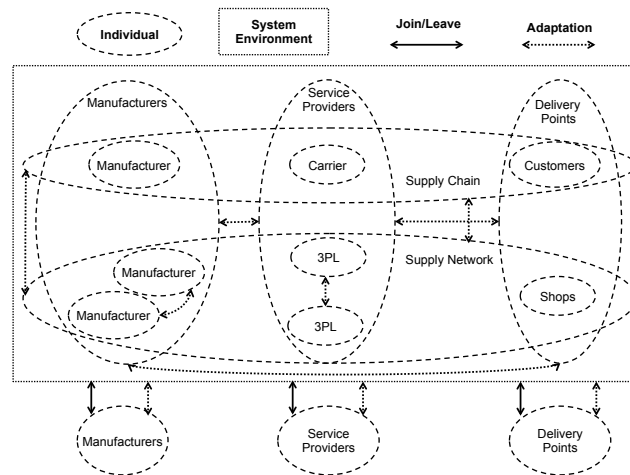 Individual
System
Environment
Join/Leave
Adaptation
Manufacturers
Service
Providers
Delivery
Points
Manufacturer
Carrier
Customers
Supply Chain
Supply Network
3PL
Manufacturer
Manufacturer
3PL
Shops
Manufacturers
Service
Providers
Delivery
Points